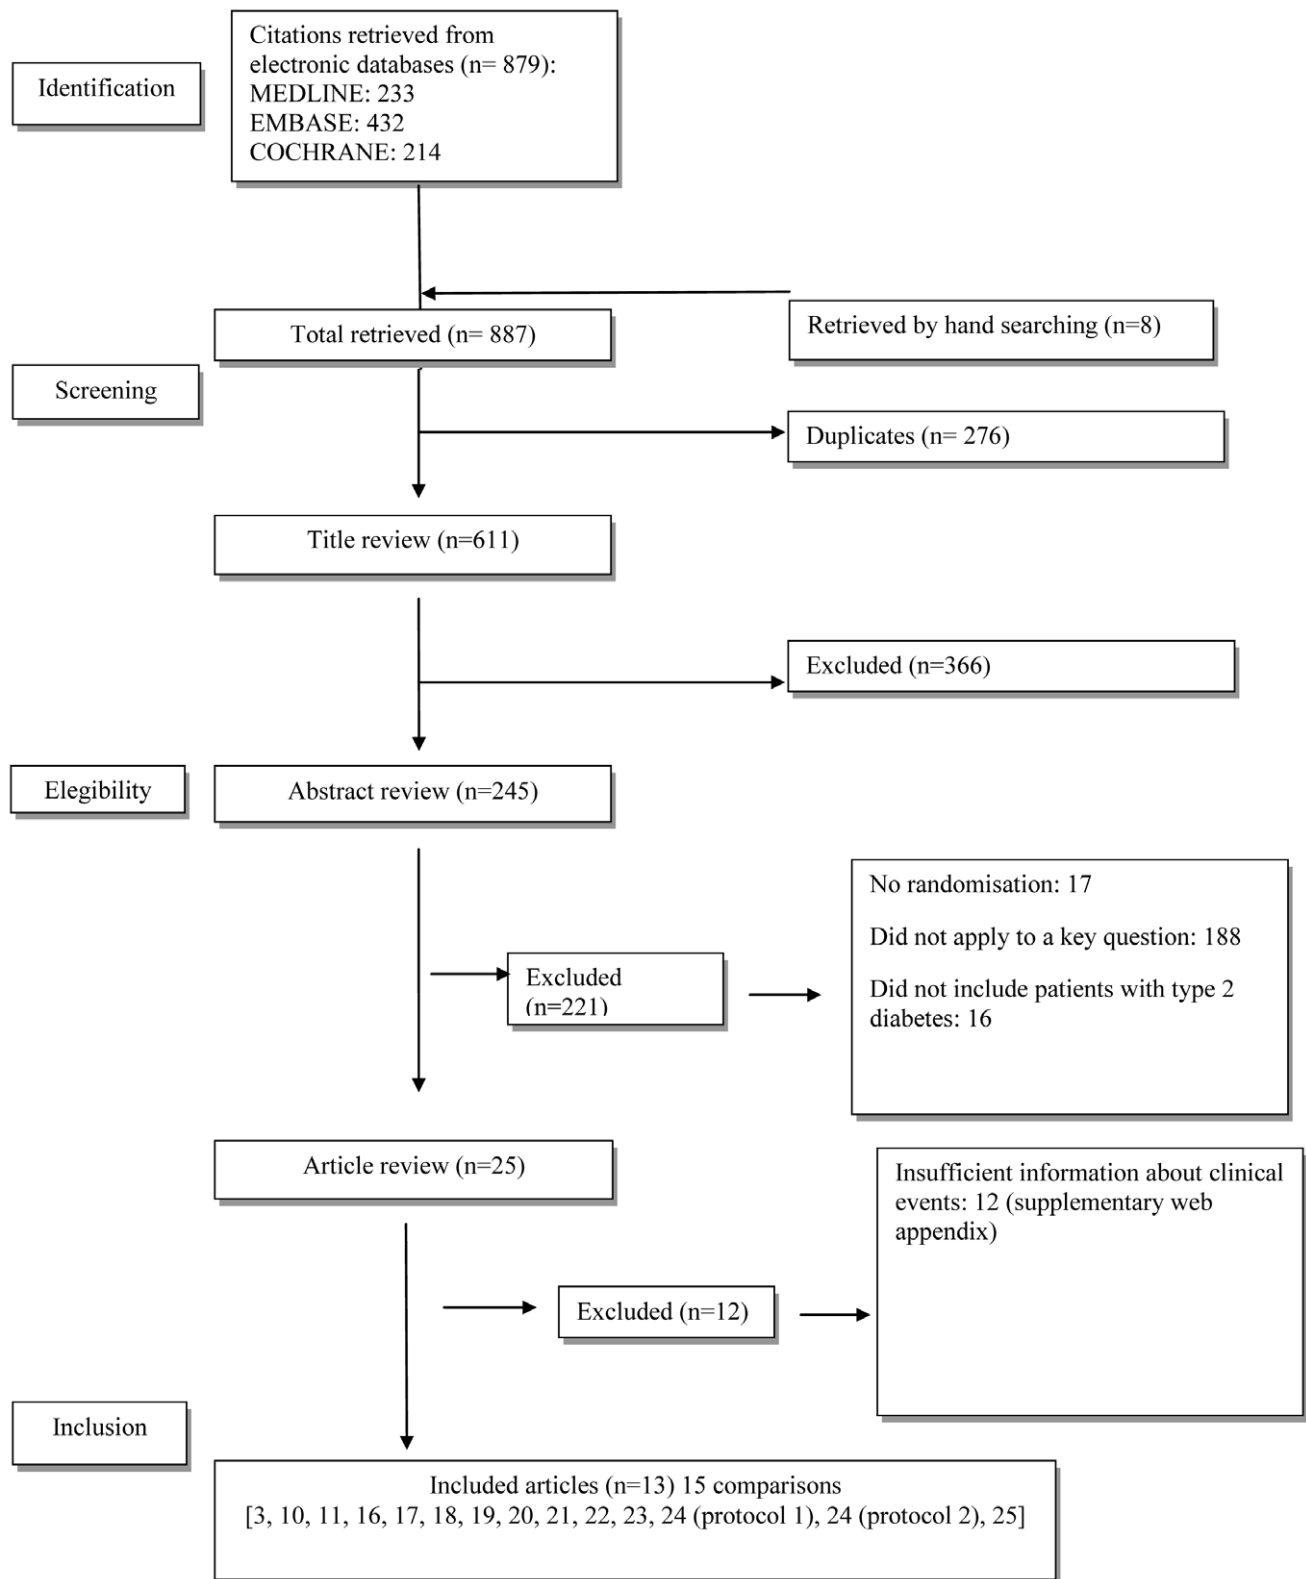 Identification
Citations retrieved from
electronic databases (n= 879):
MEDLINE: 233
EMBASE: 432
COCHRANE: 214
Total retrieved (n= 887)
Retrieved by hand searching (n=8)
Screening
Duplicates (n= 276)
Title review (n=611)
Excluded (n=366)
Elegibility
Abstract review (n=245)
Excluded
(n=221)
No randomisation: 17
Did not apply to a key question: 188
Did not include patients with type 2
diabetes: 16
Article review (n=25)
Excluded (n=12)
Insufficient information about clinical
events: 12 (supplementary web
appendix)
Inclusion
Included articles (n=13) 15 comparisons
[3, 10, 11, 16, 17, 18, 19, 20, 21, 22, 23, 24 (protocol 1), 24 (protocol 2), 25]